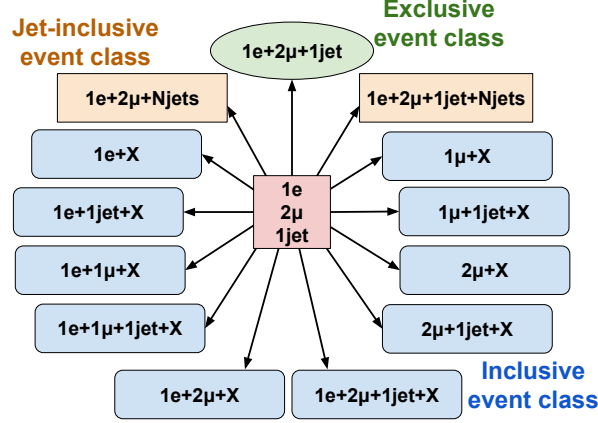 Jet-inclusive
event class
Exclusive
event class
1e+2µ+1jet
1e+2µ+Njets
1e+2µ+1jet+Njets
1e+X
1µ+X
1e
2µ
1jet
1e+1jet+X
1µ+1jet+X
1e+1µ+X
2µ+X
1e+1µ+1jet+X
2µ+1jet+X
1e+2µ+X
1e+2µ+1jet+X
Inclusive
event class